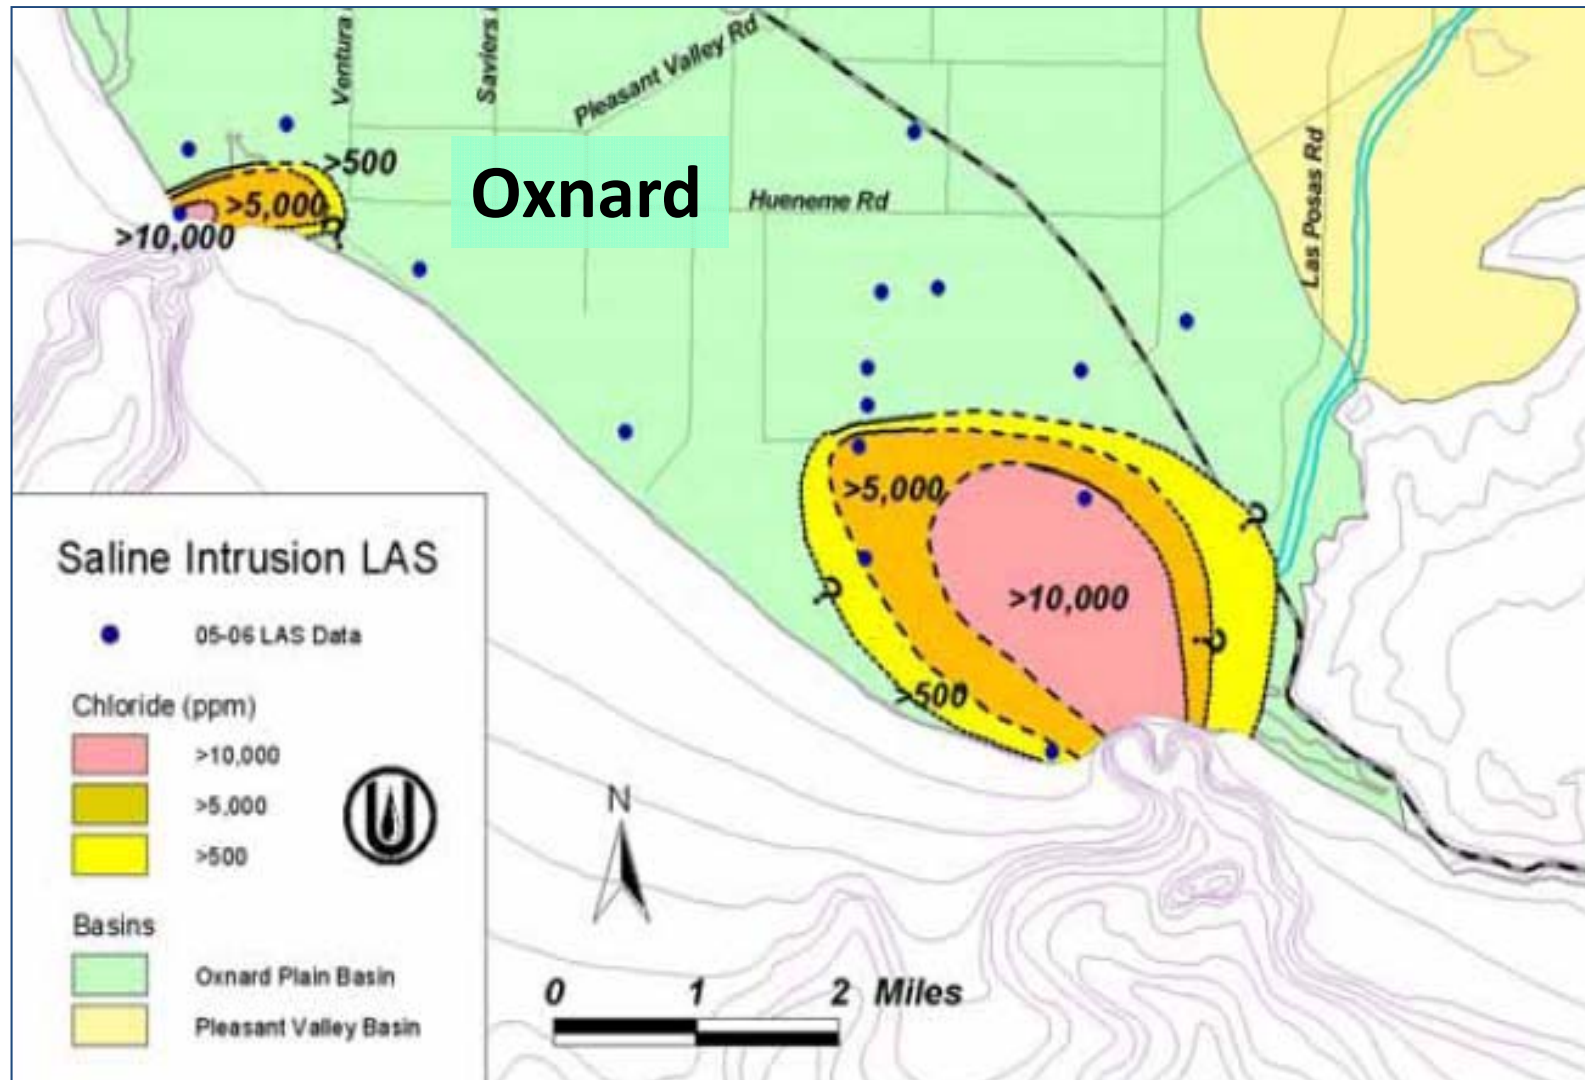 Ventura
Saviers
Pleasant Valley Rd
>500
Oxnard
Hueneme Rd
Las Posas Rd
>5,000
?
>10,000
>5,000
?
?
>10,000
?
>500
Saline Intrusion LAS
05-06 LAS Data
Chloride (ppm)
>10,000
>5,000
>500
U
Basins
Oxnard Plain Basin
Pleasant Valley Basin
N
0 1 2 Miles